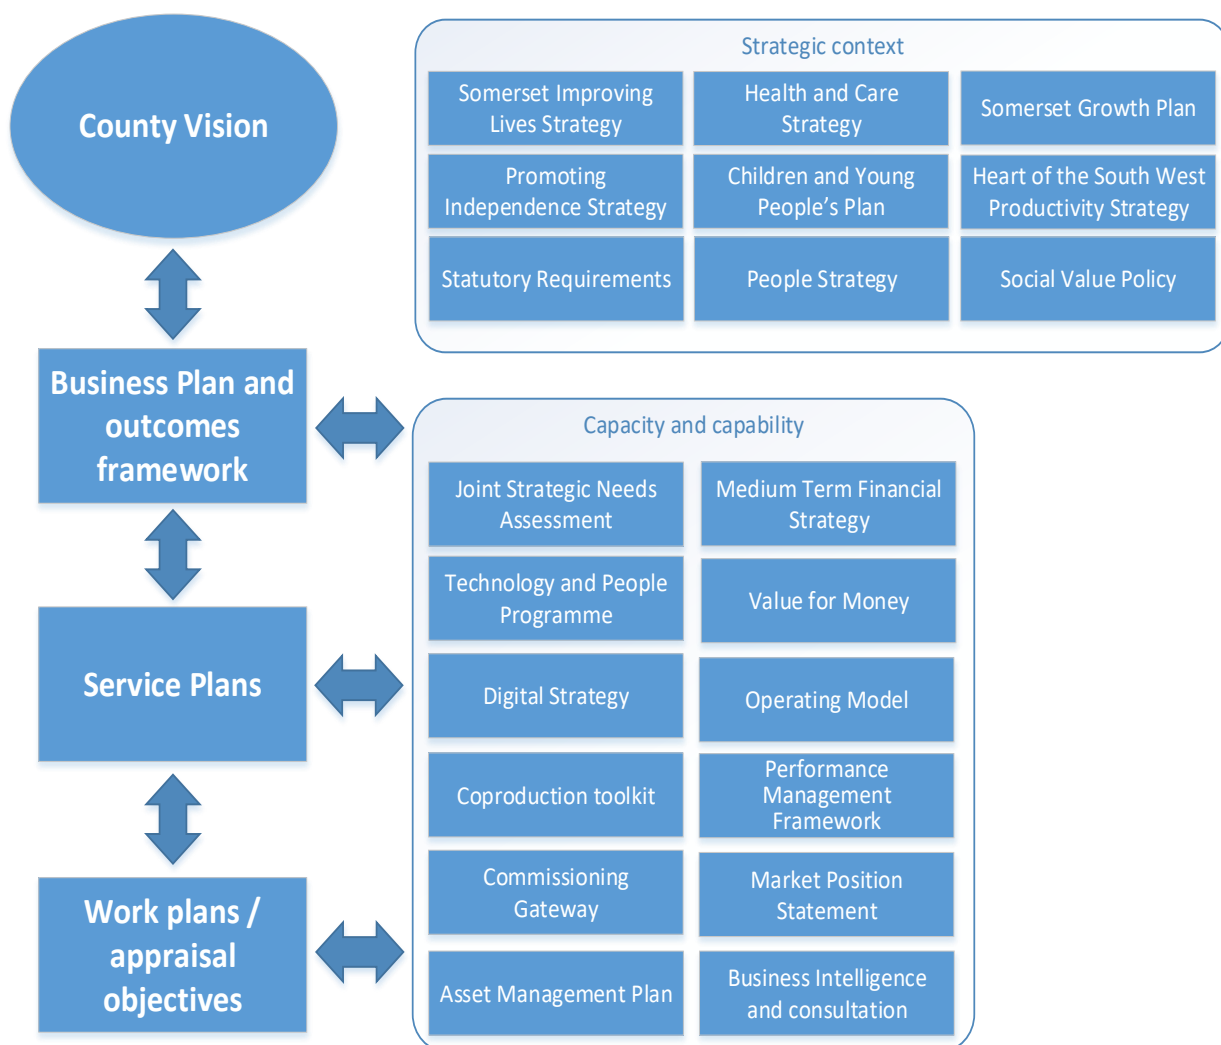 County Vision
Strategic context
Somerset Improving
Lives Strategy
Health and Care
Strategy
Somerset Growth Plan
Promoting
Independence Strategy
Children and Young
People's Plan
Heart of the South West
Productivity Strategy
Statutory Requirements
People Strategy
Social Value Policy
Business Plan and
outcomes
framework
Service Plans
Work plans /
appraisal
objectives
Capacity and capability
Joint Strategic Needs
Assessment
Medium Term Financial
Strategy
Technology and People
Programme
Value for Money
Digital Strategy
Operating Model
Coproduction toolkit
Performance
Management
Framework
Commissioning
Gateway
Market Position
Statement
Asset Management Plan
Business Intelligence
and consultation